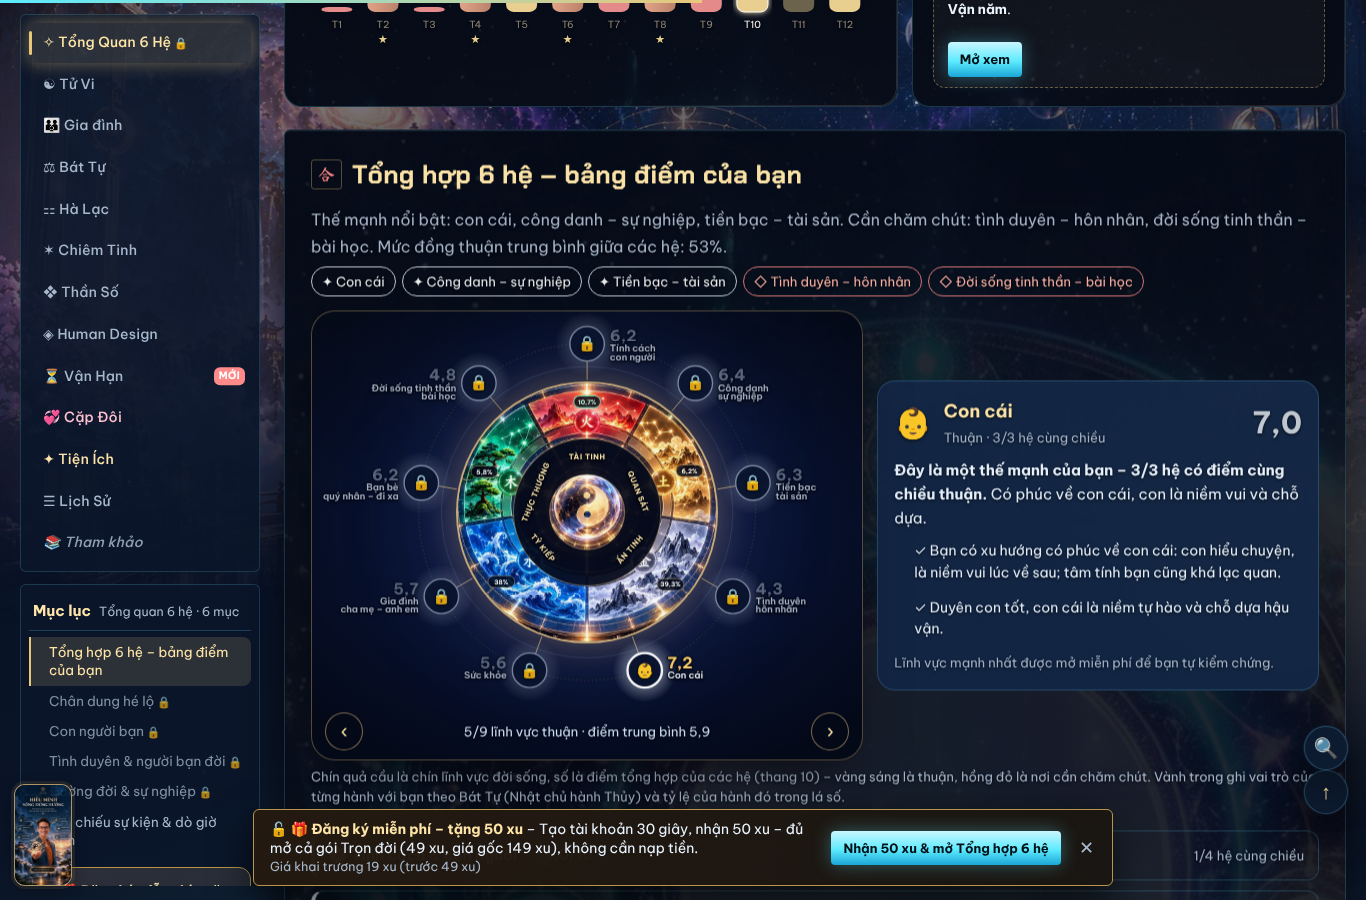 ✧ Tổng Quan 6 Hệ 🔒
☯ Tử Vi
👪 Gia đình
⚖ Bát Tự
⚏ Hà Lạc
✶ Chiêm Tinh
❖ Thần Số
◈ Human Design
⏳ Vận Hạn MỚI
💞 Cặp Đôi
✦ Tiện Ích
☰ Lịch Sử
📚 Tham khảo
Mục lục Tổng quan 6 hệ · 6 mục
Tổng hợp 6 hệ – bảng điểm
của bạn
Chân dung hé lộ 🔒
Con người bạn 🔒
Tình duyên & người bạn đời 🔒
đời & sự nghiệp 🔒
chiếu sự kiện & dò giờ
HIỂU MÌNH
T1 T2 T3 T4 T5 T6 T7 T8 T9 T10 T11 T12
★ ★ ★ ★
Vận năm.
Mở xem
合 Tổng hợp 6 hệ – bảng điểm của bạn
Thế mạnh nổi bật: con cái, công danh – sự nghiệp, tiền bạc – tài sản. Cần chăm chút: tình duyên – hôn nhân, đời sống tinh thần –
bài học. Mức đồng thuận trung bình giữa các hệ: 53%.
✦ Con cái ✦ Công danh – sự nghiệp ✦ Tiền bạc – tài sản ◇ Tình duyên – hôn nhân ◇ Đời sống tinh thần – bài học
6,2
Tính cách
con người
6,4
Công danh
sự nghiệp
6,3
Tiền bạc
tài sản
4,3
Tình duyên
hôn nhân
7,2
Con cái
5,6
Sức khỏe
5,7
Gia đình
cha mẹ – anh em
6,2
Bạn bè
quý nhân – đi xa
4,8
Đời sống tinh thần
bài học
10,7%
火
6,2%
土
39,3%
金
38%
水
5,8%
木
TÀI TINH
QUAN SÁT
ẤN TINH
TỶ KIẾP
THỰC THƯƠNG
‹ 5/9 lĩnh vực thuận · điểm trung bình 5,9 ›
Con cái 7,0
Thuận · 3/3 hệ cùng chiều
Đây là một thế mạnh của bạn – 3/3 hệ có điểm cùng
chiều thuận. Có phúc về con cái, con là niềm vui và chỗ
dựa.
✓ Bạn có xu hướng có phúc về con cái: con hiểu chuyện,
là niềm vui lúc về sau; tâm tính bạn cũng khá lạc quan.
✓ Duyên con tốt, con cái là niềm tự hào và chỗ dựa hậu
vận.
Lĩnh vực mạnh nhất được mở miễn phí để bạn tự kiểm chứng.
Chín quả cầu là chín lĩnh vực đời sống, số là điểm tổng hợp của các hệ (thang 10) – vàng sáng là thuận, hồng đỏ là nơi cần chăm chút. Vành trong ghi vai trò của
từng hành với bạn theo Bát Tự (Nhật chủ hành Thủy) và tỷ lệ của hành đó trong lá số.
1/4 hệ cùng chiều
🔓 🎁 Đăng ký miễn phí – tặng 50 xu – Tạo tài khoản 30 giây, nhận 50 xu – đủ
mở cả gói Trọn đời (49 xu, giá gốc 149 xu), không cần nạp tiền.
Giá khai trương 19 xu (trước 49 xu)
Nhận 50 xu & mở Tổng hợp 6 hệ ✕
🔍
↑